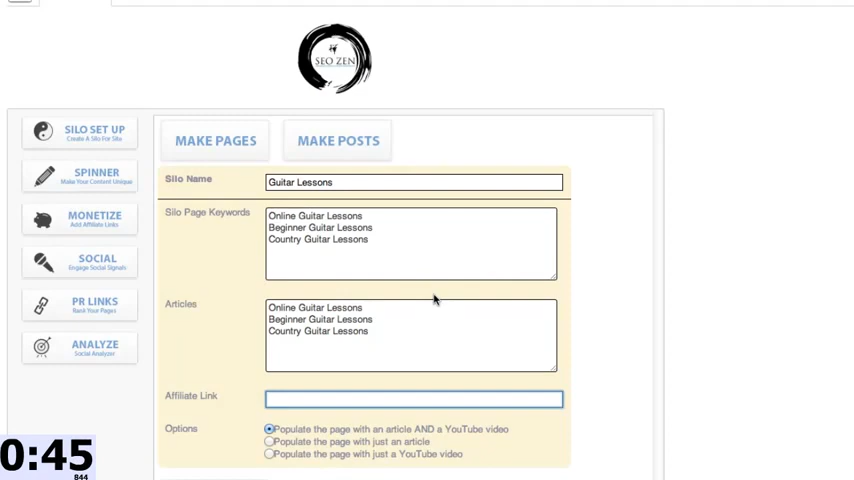 SEO ZEN
SILO SET UP
Create A Silo For Site
SPINNER
Make Your Content Unique
MONETIZE
Add Affiliate Links
SOCIAL
Engage Social Signals
PR LINKS
Rank Your Pages
ANALYZE
Social Analyzer
MAKE PAGES
MAKE POSTS
Silo Name
Guitar Lessons
Silo Page Keywords
Online Guitar Lessons
Beginner Guitar Lessons
Country Guitar Lessons
Articles
Online Guitar Lessons
Beginner Guitar Lessons
Country Guitar Lessons
Affiliate Link
Options
Populate the page with an article AND a YouTube video
Populate the page with just an article
Populate the page with just a YouTube video
0:45
844